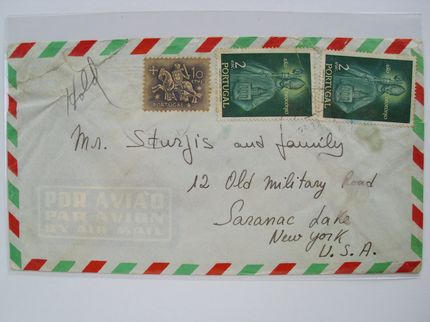 Hold
10
PORTUGAL
2
PORTUGAL
2
PORTUGAL
Mr. Sturgis and family
12 Old Military Road
Saranac Lake
New York
U.S.A.
POR AVIÃO
PAR AVION
BY AIR MAIL